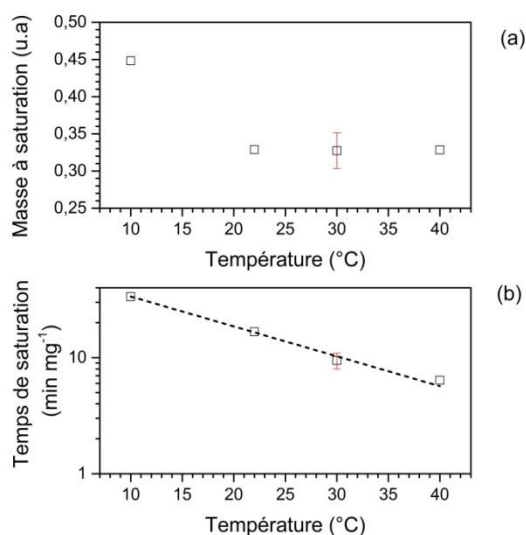 0,50
(a)
0,45
0,40
0,35
0,30
0,25
Masse à saturation (u.a)
10 15 20 25 30 35 40
Température (°C)
(b)
10
1
Temps de saturation
(min mg⁻¹)
10 15 20 25 30 35 40
Température (°C)